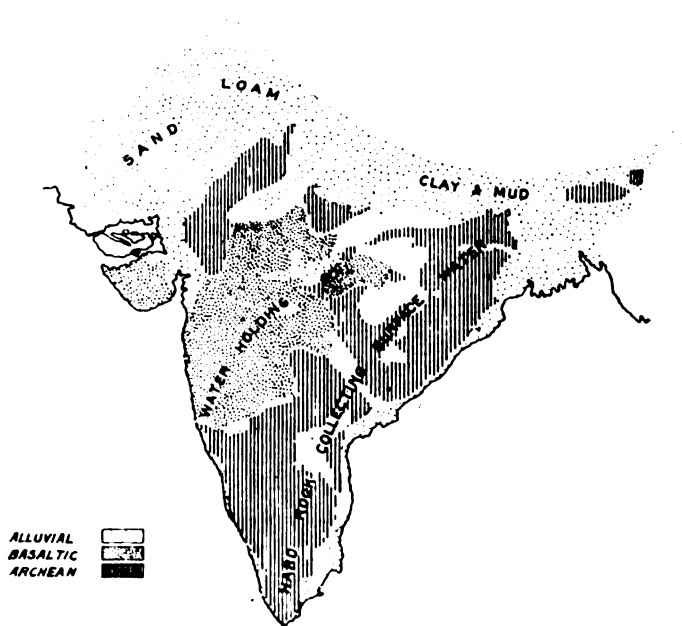 LOAM
SAND
CLAY & MUD
WATER HOLDING
HARD ROCK COLLECTING SURFACE WATER
ALLUVIAL
BASALTIC
ARCHEAN